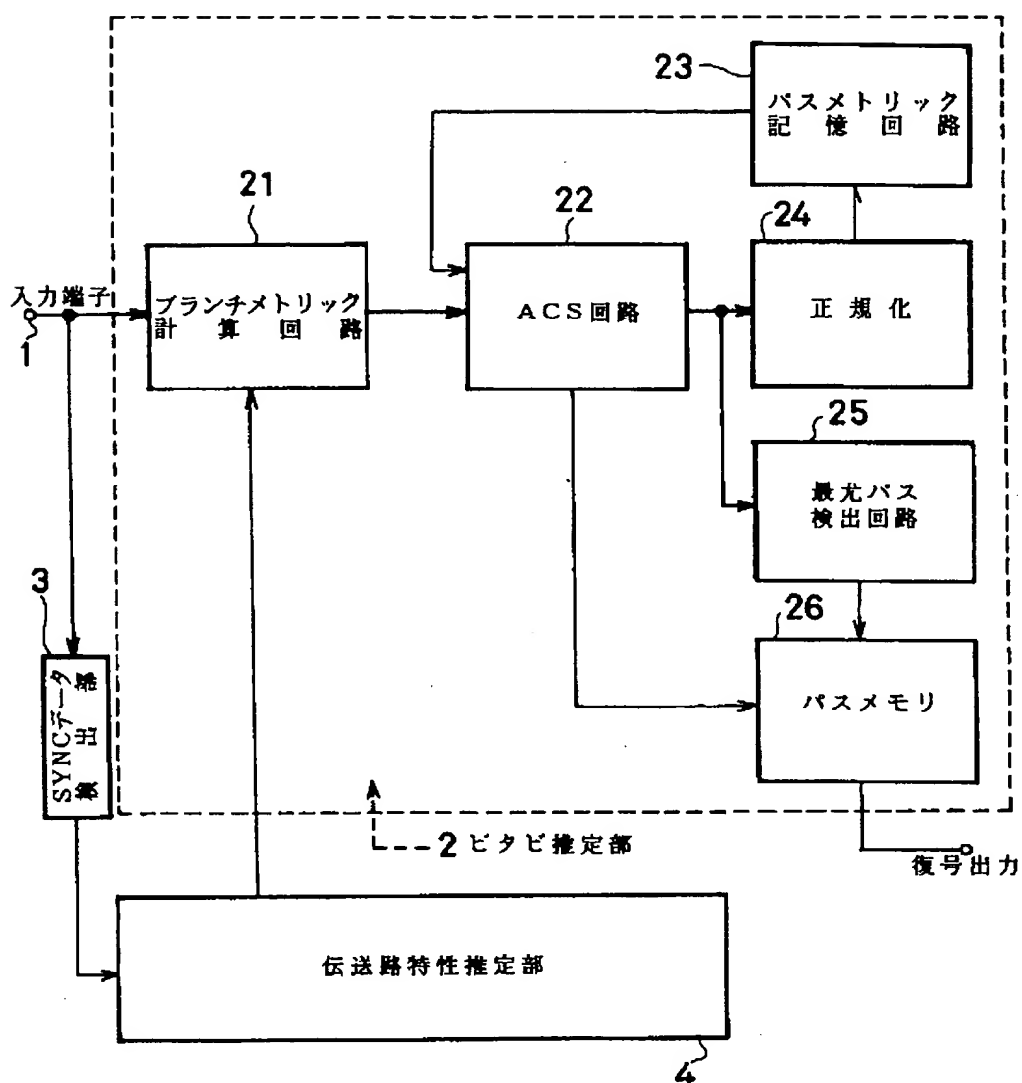 23
パスメトリック
記憶回路
21
22
24
入力端子
1
ブランチメトリック
計算回路
ACS回路
正規化
25
最尤パス
検出回路
3
SYNCデータ
検出器
26
パスメモリ
2 ビタビ推定部
復号出力
伝送路特性推定部
4